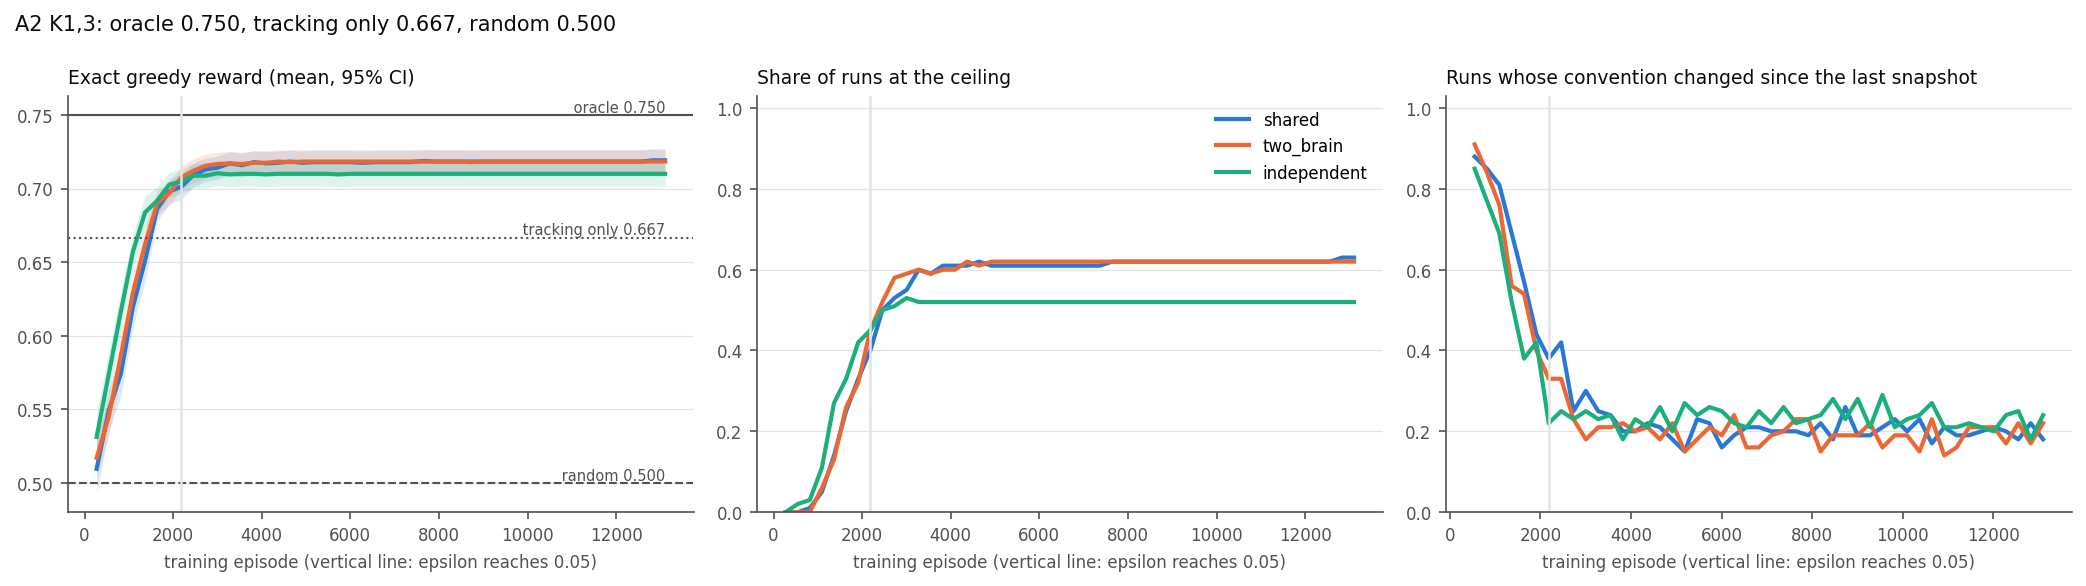 A2 K1,3: oracle 0.750, tracking only 0.667, random 0.500
Exact greedy reward (mean, 95% CI)
0.75
0.70
0.65
0.60
0.55
0.50
oracle 0.750
tracking only 0.667
random 0.500
0 2000 4000 6000 8000 10000 12000
training episode (vertical line: epsilon reaches 0.05)
Share of runs at the ceiling
1.0
0.8
0.6
0.4
0.2
0.0
shared
two_brain
independent
0 2000 4000 6000 8000 10000 12000
training episode (vertical line: epsilon reaches 0.05)
Runs whose convention changed since the last snapshot
1.0
0.8
0.6
0.4
0.2
0.0
0 2000 4000 6000 8000 10000 12000
training episode (vertical line: epsilon reaches 0.05)